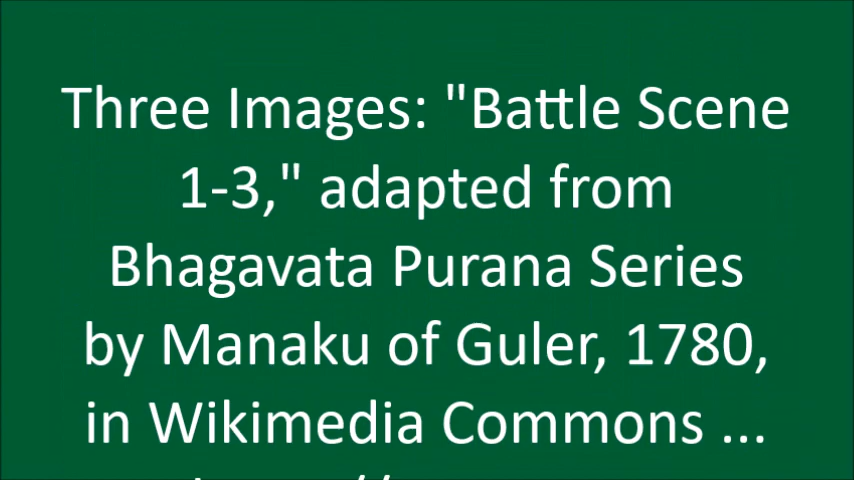 Three Images: "Battle Scene
1-3," adapted from
Bhagavata Purana Series
by Manaku of Guler, 1780,
in Wikimedia Commons ...